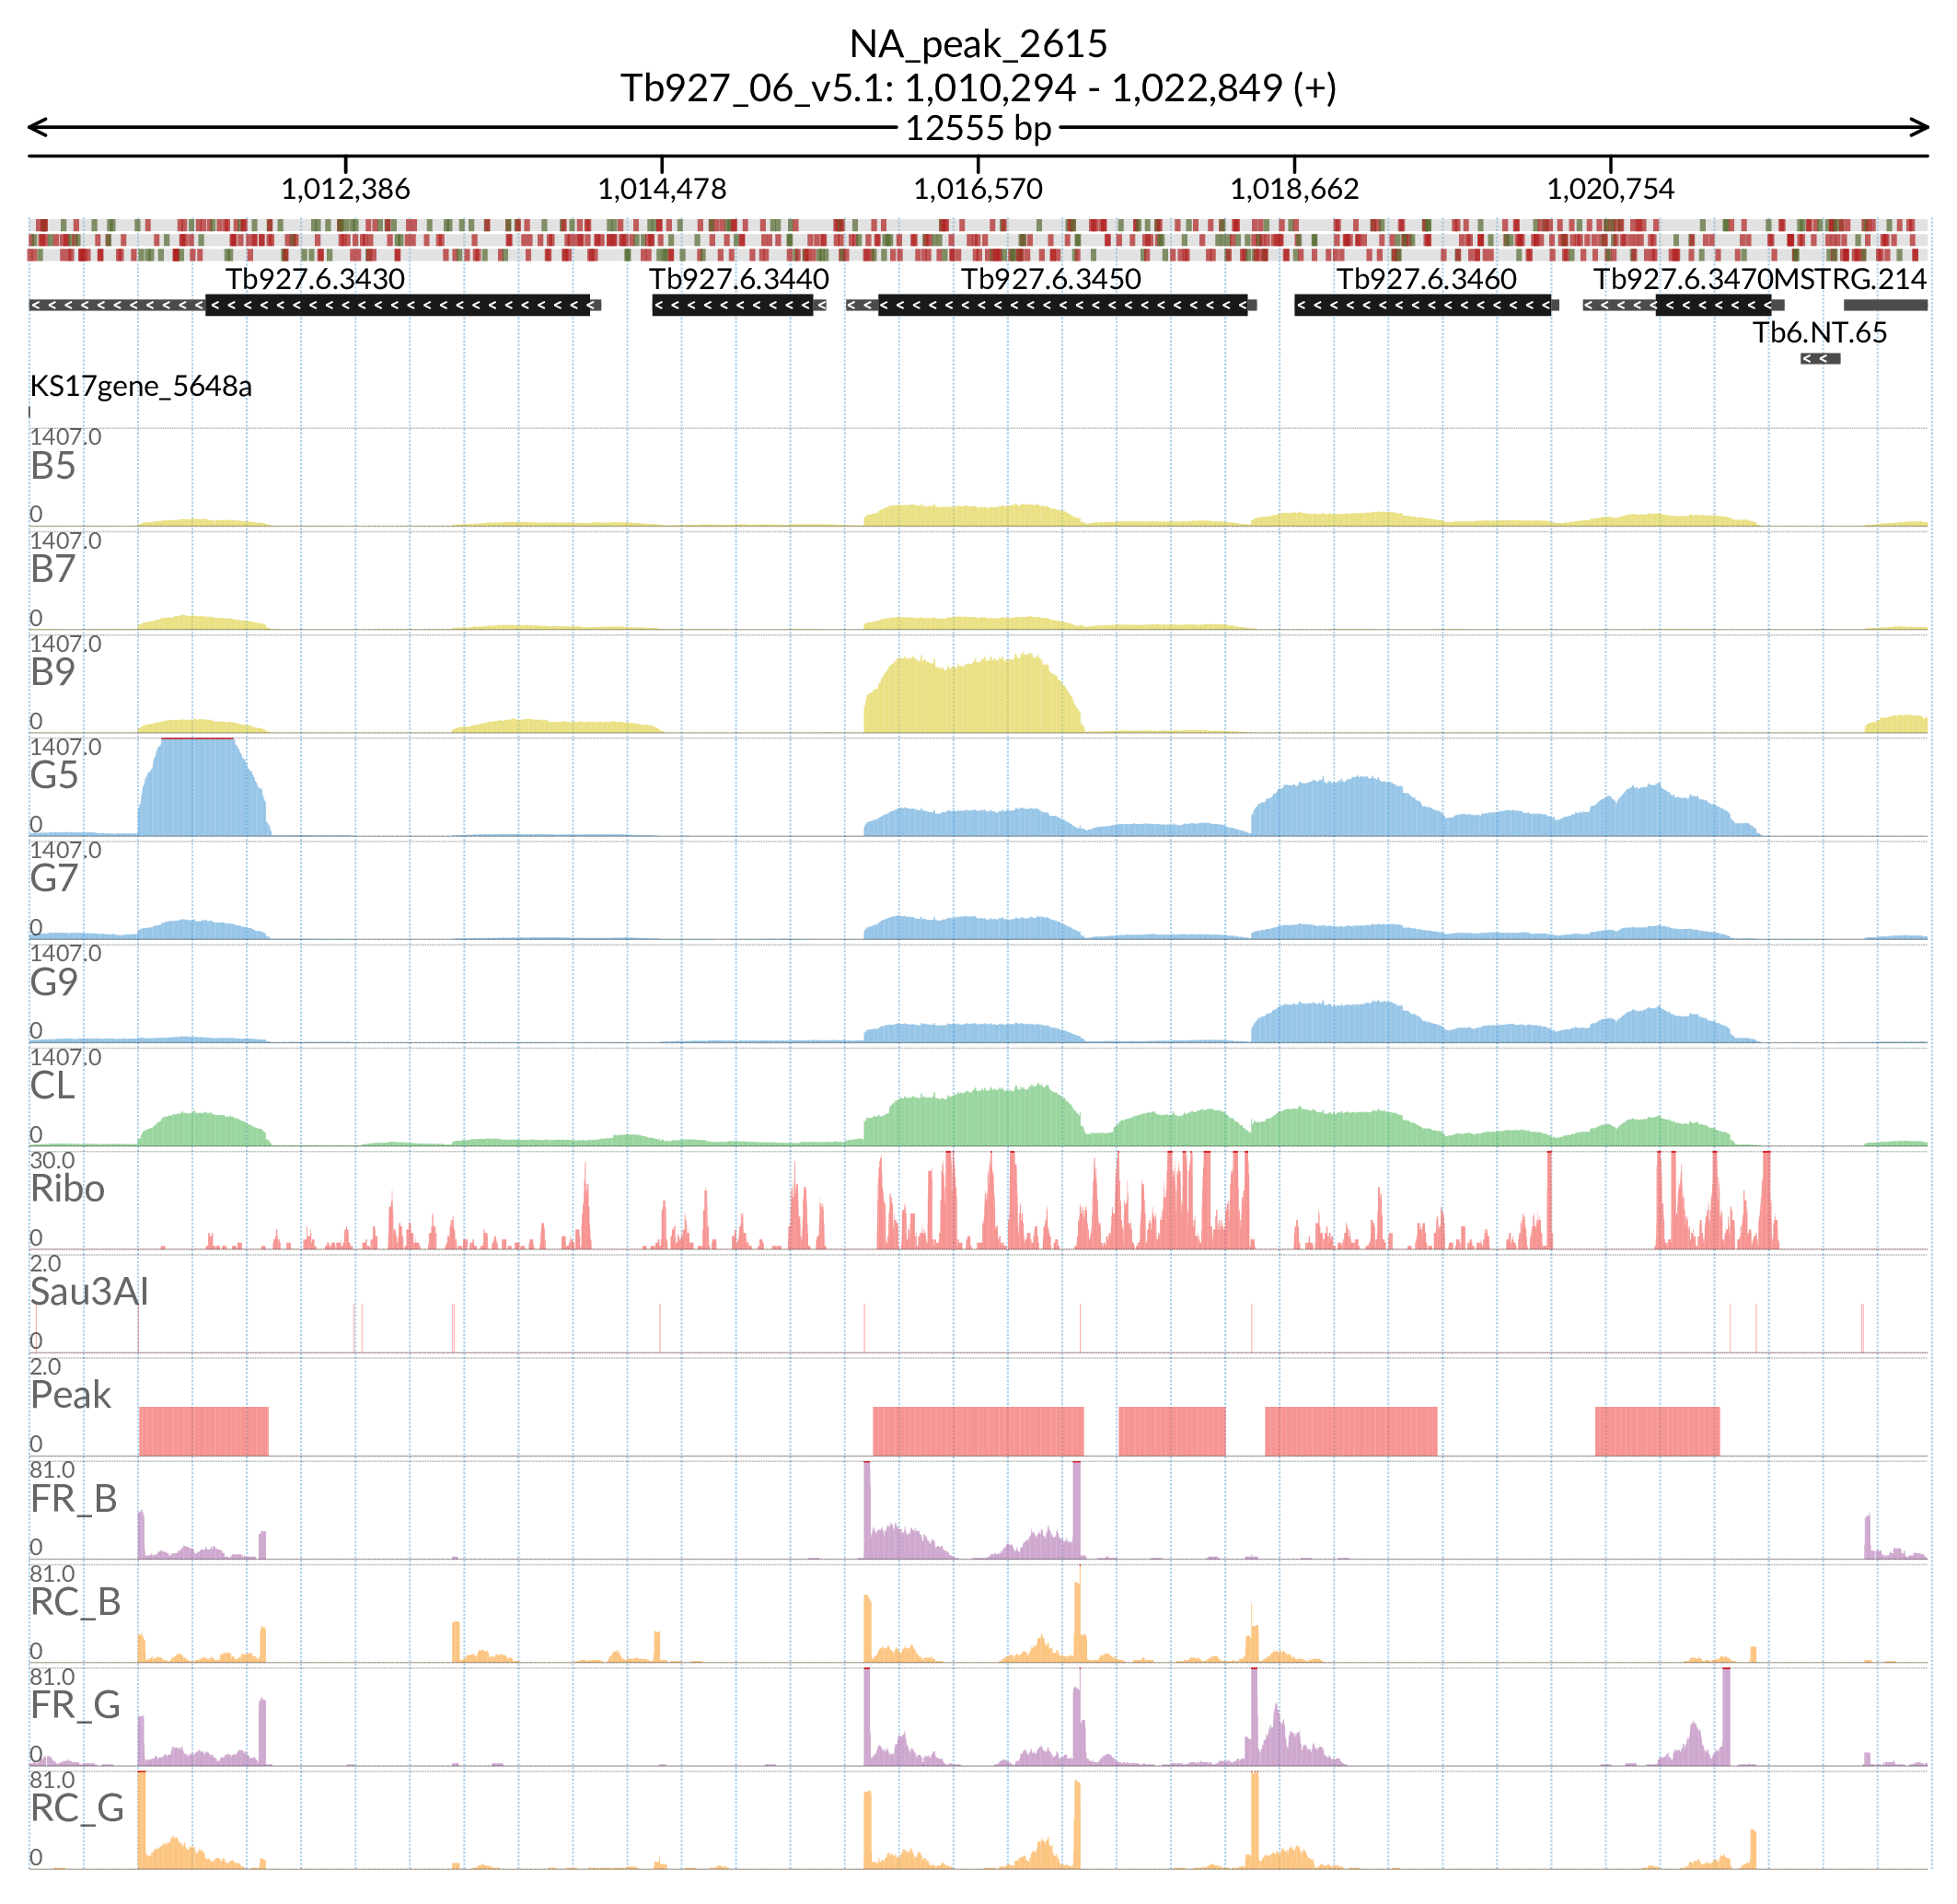 NA_peak_2615
Tb927_06_v5.1: 1,010,294 - 1,022,849 (+)
12555 bp
1,012,386 1,014,478 1,016,570 1,018,662 1,020,754
Tb927.6.3430 Tb927.6.3440 Tb927.6.3450 Tb927.6.3460 Tb927.6.3470 MSTRG.214
Tb6.NT.65
KS17gene_5648a
1407.0
B5
0
1407.0
B7
0
1407.0
B9
0
1407.0
G5
0
1407.0
G7
0
1407.0
G9
0
1407.0
CL
0
30.0
Ribo
0
2.0
Sau3AI
0
2.0
Peak
0
81.0
FR_B
0
81.0
RC_B
0
81.0
FR_G
0
81.0
RC_G
0